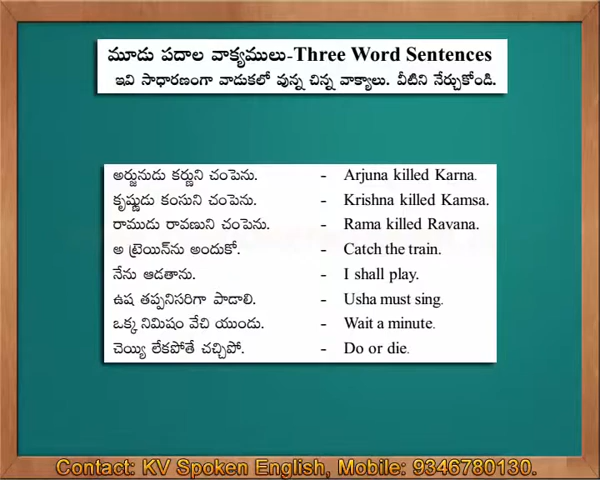 మూడు పదాల వాక్యములు-Three Word Sentences
ఇవి సాధారణంగా వాడుకలో వున్న చిన్న వాక్యాలు. వీటిని నేర్చుకోండి.
అర్జునుడు కర్ణుని చంపెను. - Arjuna killed Karna.
కృష్ణుడు కంసుని చంపెను. - Krishna killed Kamsa.
రాముడు రావణుని చంపెను. - Rama killed Ravana.
అ ట్రెయిన్‌ను అందుకో. - Catch the train.
నేను ఆడతాను. - I shall play.
ఉష తప్పనిసరిగా పాడాలి. - Usha must sing.
ఒక్క నిమిషం వేచి యుండు. - Wait a minute.
చెయ్యి లేకపోతే చచ్చిపో. - Do or die.
Contact: KV Spoken English, Mobile: 9346780130.